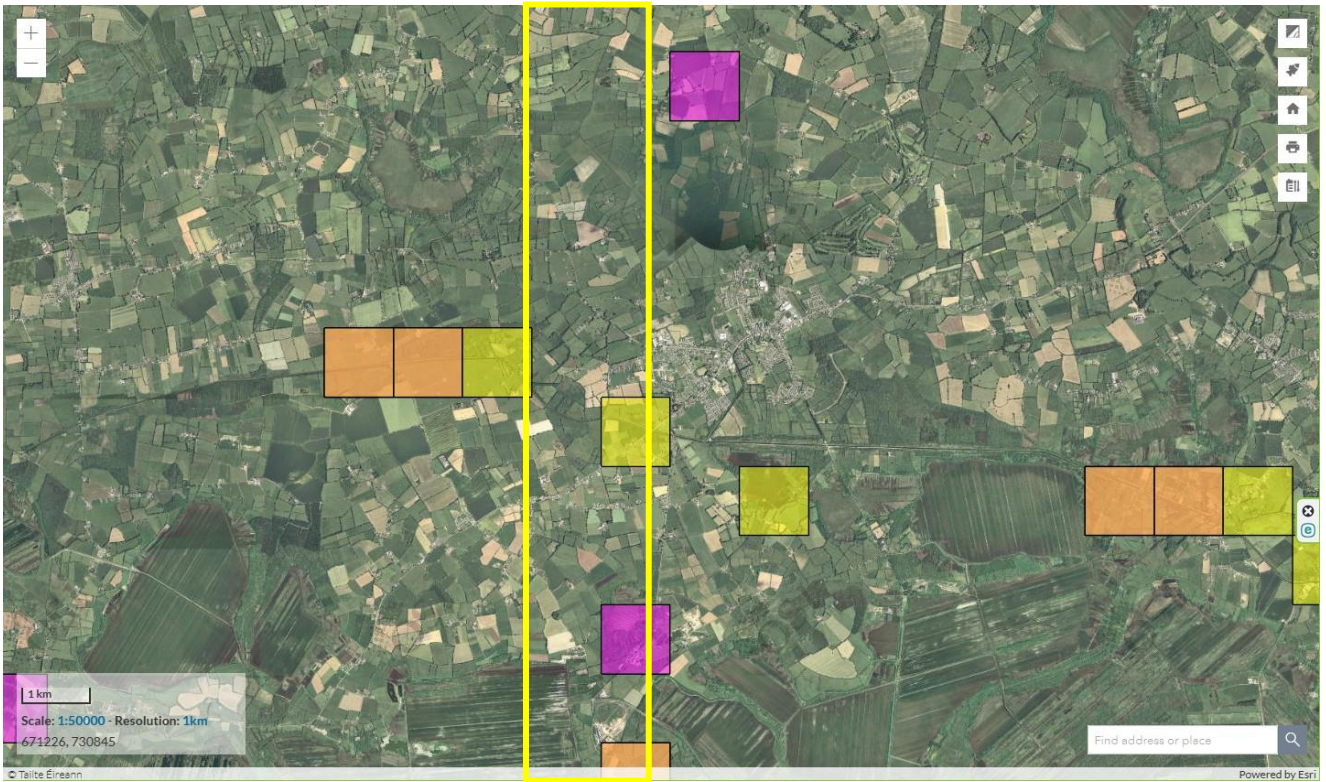 +
−
1 km
Scale: 1:50000 - Resolution: 1km
671226, 730845
Find address or place
© Tailte Éireann
Powered by Esri